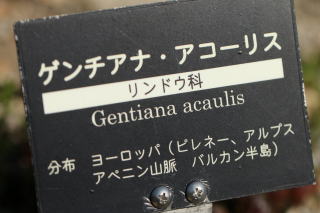 ゲンチアナ・アコーリス
リンドウ科
Gentiana acaulis
分布 ヨーロッパ（ピレネー、アルプス
アペニン山脈 バルカン半島）